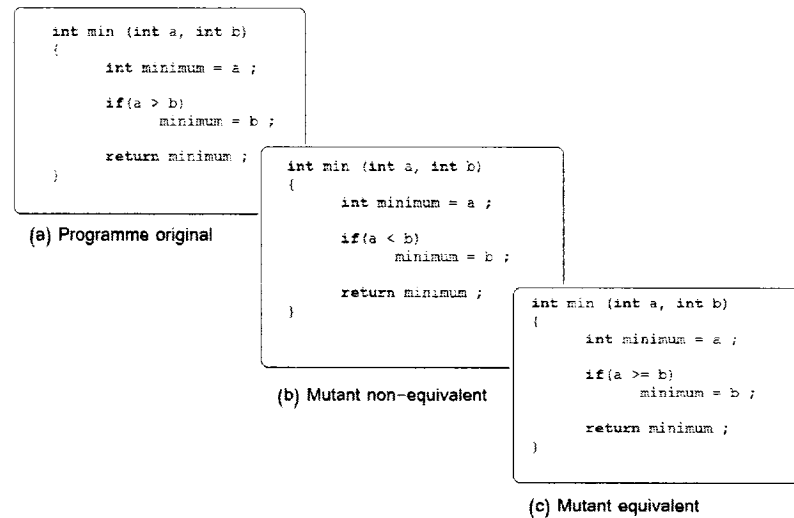 int min (int a, int b)
{
int minimum = a ;
if(a > b)
minimum = b ;
return minimum ;
}
(a) Programme original
int min (int a, int b)
{
int minimum = a ;
if(a < b)
minimum = b ;
return minimum ;
}
(b) Mutant non-equivalent
int min (int a, int b)
{
int minimum = a ;
if(a >= b)
minimum = b ;
return minimum ;
}
(c) Mutant equivalent